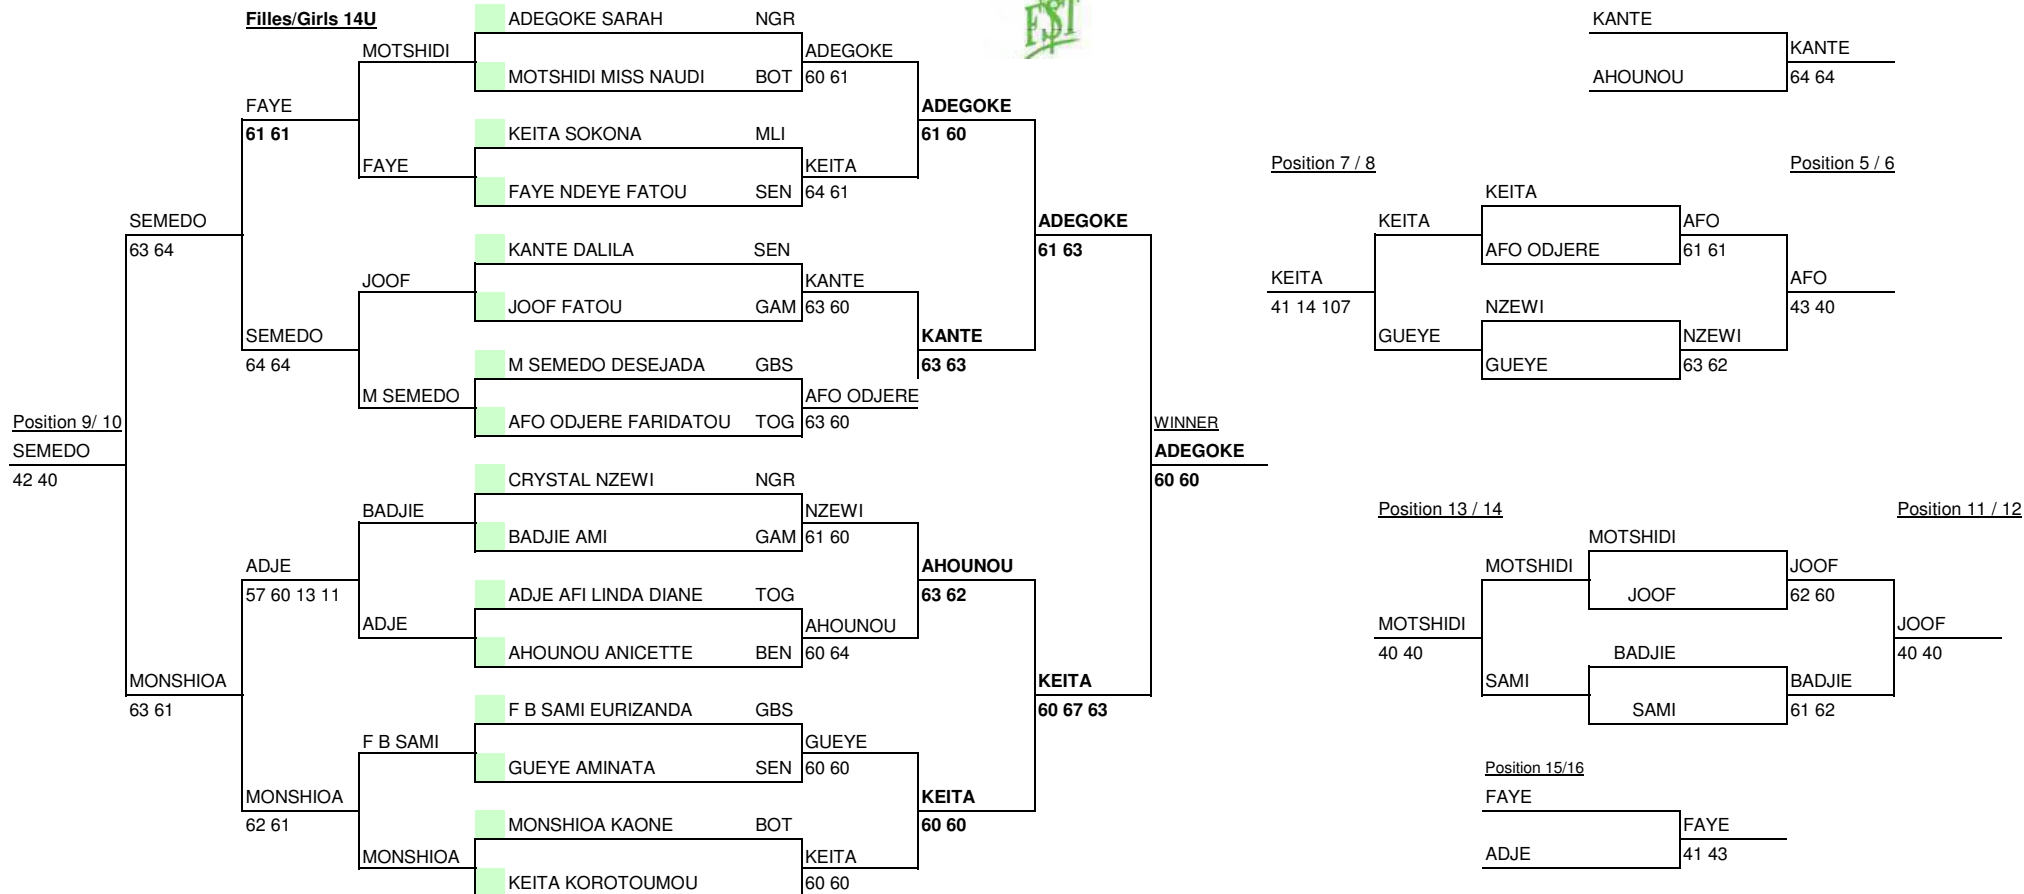 Filles/Girls 14U
FST
ADEGOKE SARAH NGR
MOTSHIDI MISS NAUDI BOT
KEITA SOKONA MLI
FAYE NDEYE FATOU SEN
KANTE DALILA SEN
JOOF FATOU GAM
M SEMEDO DESEJADA GBS
AFO ODJERE FARIDATOU TOG
CRYSTAL NZEWI NGR
BADJIE AMI GAM
ADJE AFI LINDA DIANE TOG
AHOUNOU ANICETTE BEN
F B SAMI EURIZANDA GBS
GUEYE AMINATA SEN
MONSHIOA KAONE BOT
KEITA KOROTOUMOU
MOTSHIDI
FAYE
JOOF
M SEMEDO
BADJIE
ADJE
F B SAMI
MONSHIOA
FAYE
61 61
SEMEDO
64 64
ADJE
57 60 13 11
MONSHIOA
62 61
SEMEDO
63 64
MONSHIOA
63 61
Position 9/ 10
SEMEDO
42 40
ADEGOKE
60 61
KEITA
64 61
KANTE
63 60
AFO ODJERE
63 60
NZEWI
61 60
AHOUNOU
60 64
GUEYE
60 60
KEITA
60 60
ADEGOKE
61 60
KANTE
63 63
AHOUNOU
63 62
KEITA
60 60
ADEGOKE
61 63
KEITA
60 67 63
WINNER
ADEGOKE
60 60
KANTE
AHOUNOU
KANTE
64 64
Position 7 / 8
Position 5 / 6
KEITA
AFO ODJERE
NZEWI
GUEYE
KEITA
GUEYE
KEITA
41 14 107
AFO
61 61
NZEWI
63 62
AFO
43 40
Position 13 / 14
Position 11 / 12
MOTSHIDI
JOOF
BADJIE
SAMI
MOTSHIDI
SAMI
MOTSHIDI
40 40
JOOF
62 60
BADJIE
61 62
JOOF
40 40
Position 15/16
FAYE
ADJE
FAYE
41 43